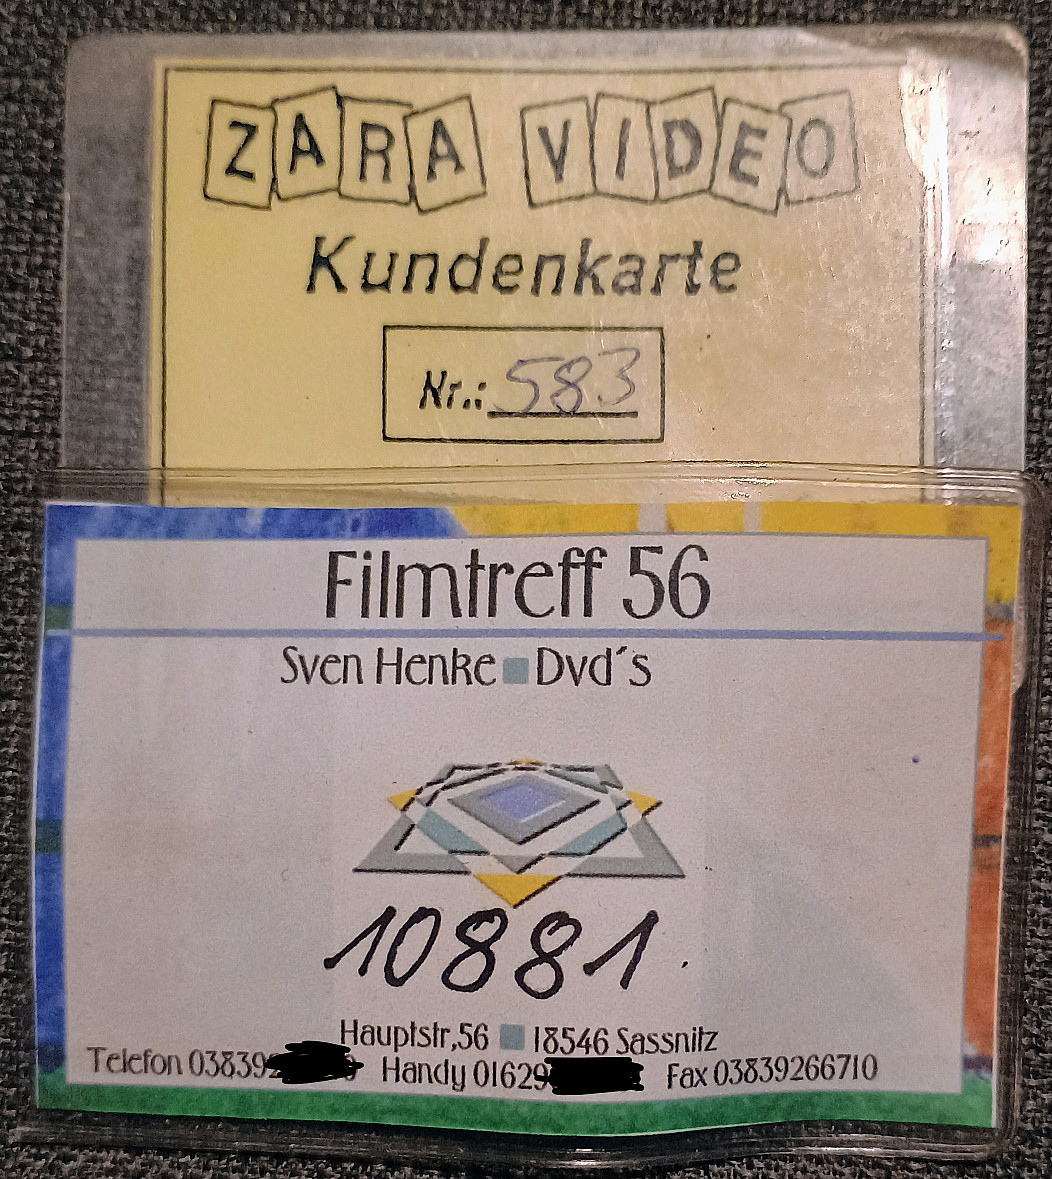 ZARA VIDEO
Kundenkarte
Nr.: 583
Filmtreff 56
Sven Henke Dvd´s
10881
Hauptstr,56 18546 Sassnitz
Telefon 03839 Handy 01629 Fax 03839266710